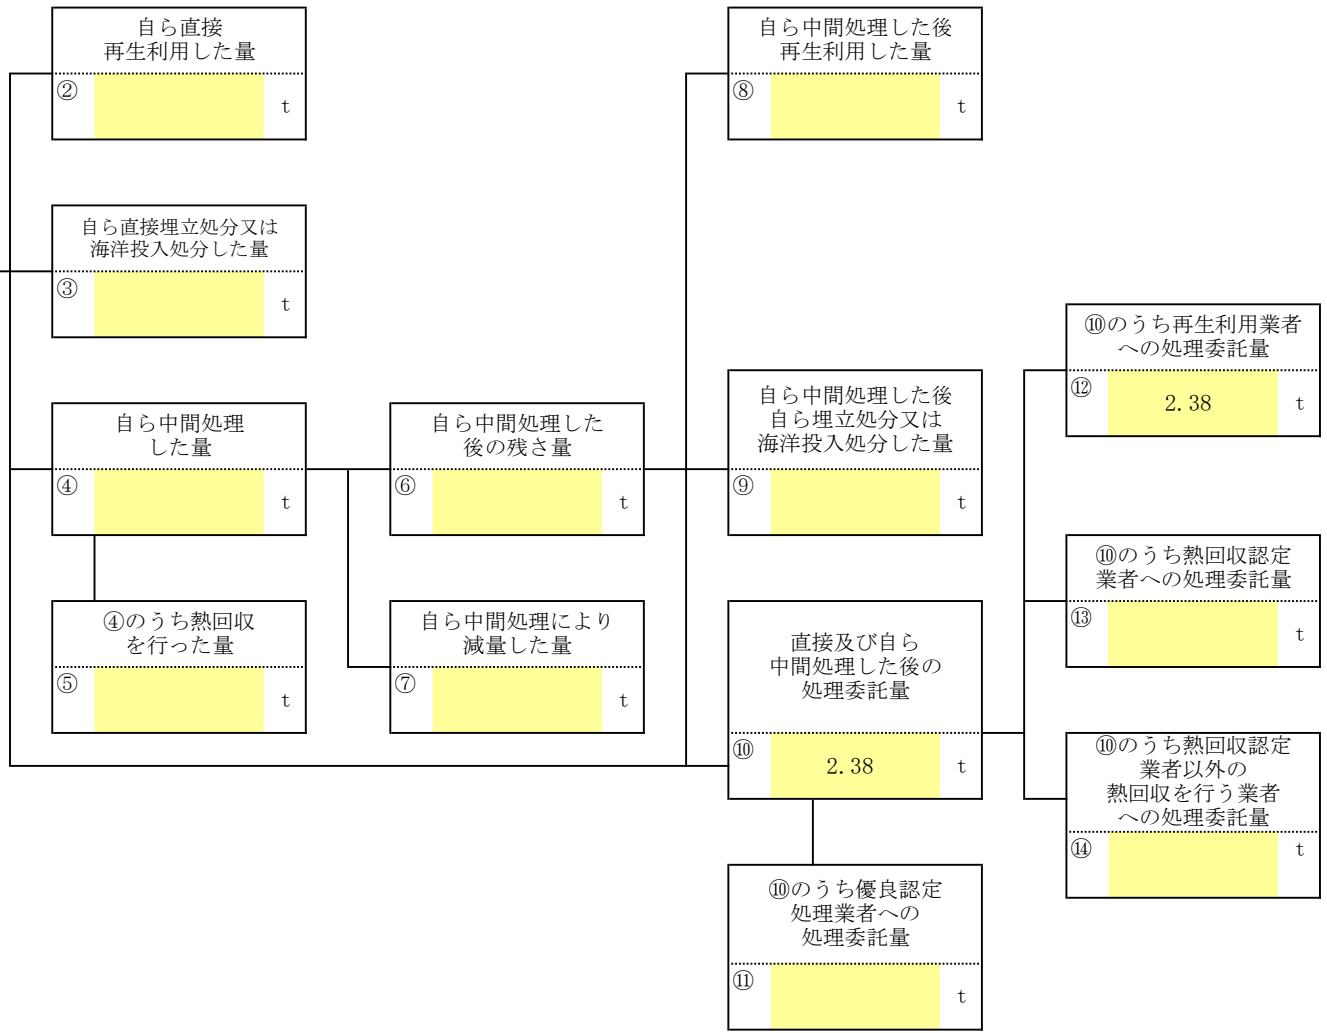 自ら直接
再生利用した量
②
t
自ら中間処理した後
再生利用した量
⑧
t
自ら直接埋立処分又は
海洋投入処分した量
③
t
⑩のうち再生利用業者
への処理委託量
⑫
2.38 t
自ら中間処理
した量
④
t
自ら中間処理した
後の残さ量
⑥
t
自ら中間処理した後
自ら埋立処分又は
海洋投入処分した量
⑨
t
⑩のうち熱回収認定
業者への処理委託量
⑬
t
④のうち熱回収
を行った量
⑤
t
自ら中間処理により
減量した量
⑦
t
直接及び自ら
中間処理した後の
処理委託量
⑩
2.38 t
⑩のうち熱回収認定
業者以外の
熱回収を行う業者
への処理委託量
⑭
t
⑩のうち優良認定
処理業者への
処理委託量
⑪
t